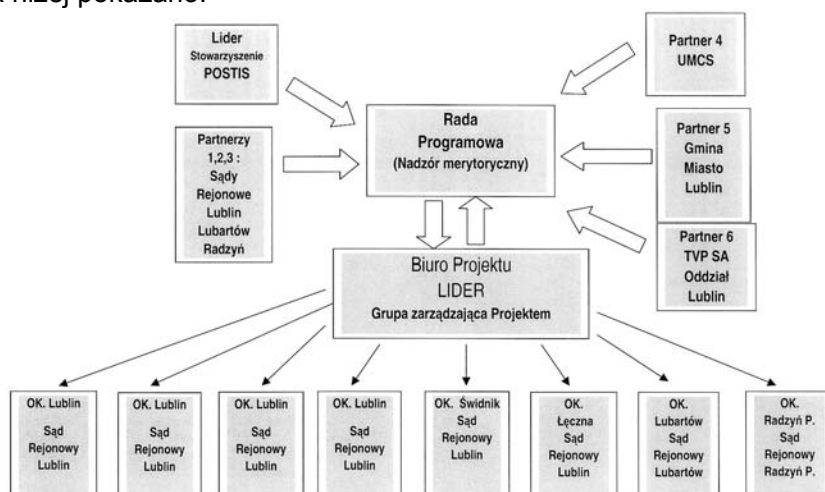 niżej pokazano:
Lider
Stowarzyszenie
POSTIS
Partner 4
UMCS
Rada
Programowa
(Nadzór merytoryczny)
Partnerzy
1,2,3 :
Sądy
Rejonowe
Lublin
Lubartów
Radzyń
Partner 5
Gmina
Miasto
Lublin
Partner 6
TVP SA
Oddział
Lublin
Biuro Projektu
LIDER
Grupa zarządzająca Projektem
OK. Lublin
Sąd
Rejonowy
Lublin
OK. Lublin
Sąd
Rejonowy
Lublin
OK. Lublin
Sąd
Rejonowy
Lublin
OK. Lublin
Sąd
Rejonowy
Lublin
OK. Świdnik
Sąd
Rejonowy
Lublin
OK.
Łęczna
Sąd
Rejonowy
Lublin
OK.
Lubartów
Sąd
Rejonowy
Lubartów
OK.
Radzyń P.
Sąd
Rejonowy
Radzyń P.